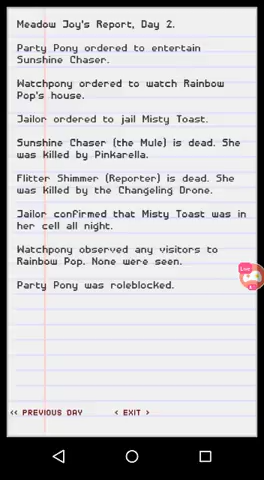 Meadow Joy's Report, Day 2.
Party Pony ordered to entertain
Sunshine Chaser.
Watchpony ordered to watch Rainbow
Pop's house.
Jailor ordered to jail Misty Toast.
Sunshine Chaser (the Mule) is dead. She
was killed by Pinkarella.
Flitter Shimmer (Reporter) is dead. She
was killed by the Changeling Drone.
Jailor confirmed that Misty Toast was in
her cell all night.
Watchpony observed any visitors to
Rainbow Pop. None were seen.
Party Pony was roleblocked.
Live
<< PREVIOUS DAY < EXIT >